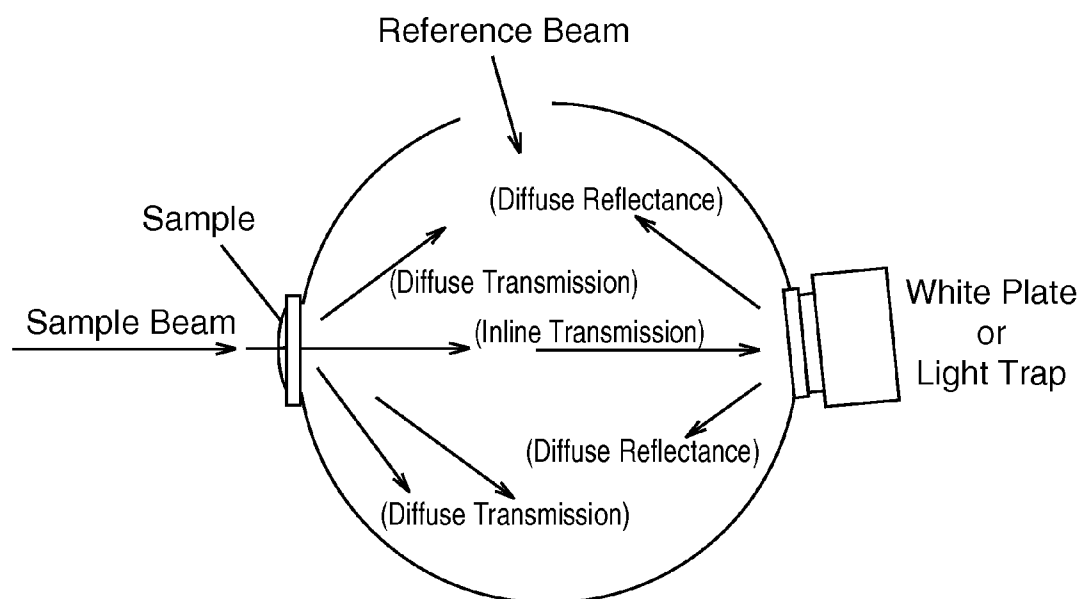 Reference Beam
(Diffuse Reflectance)
Sample
(Diffuse Transmission)
Sample Beam
(Inline Transmission)
White Plate
or
Light Trap
(Diffuse Reflectance)
(Diffuse Transmission)